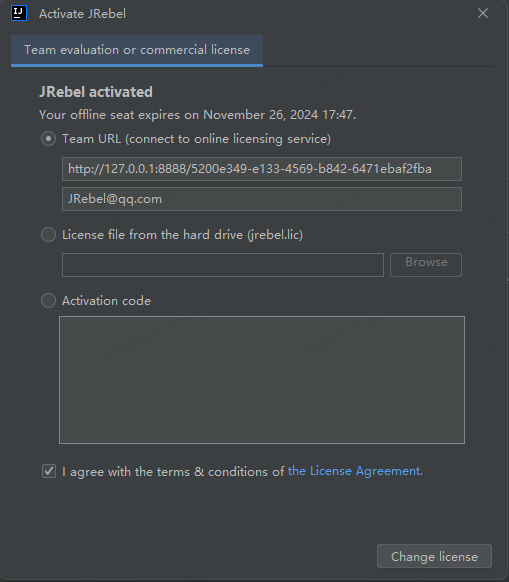 IJ
Activate JRebel
Team evaluation or commercial license
JRebel activated
Your offline seat expires on November 26, 2024 17:47.
Team URL (connect to online licensing service)
http://127.0.0.1:8888/5200e349-e133-4569-b842-6471ebaf2fba
JRebel@qq.com
License file from the hard drive (jrebel.lic)
Browse
Activation code
I agree with the terms & conditions of the License Agreement.
Change license